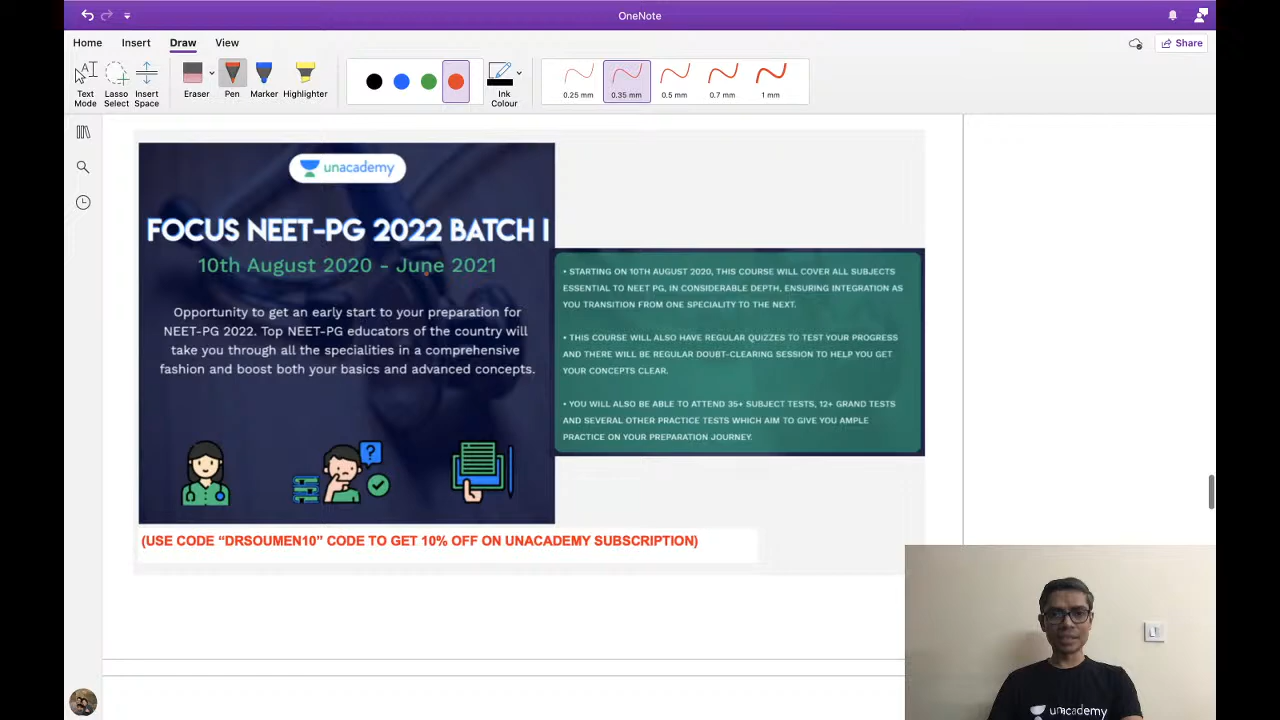 OneNote
Home Insert Draw View
Share
Text Mode
Lasso Select
Insert Space
Eraser
Pen
Marker
Highlighter
Ink Colour
0.25 mm
0.35 mm
0.5 mm
0.7 mm
1 mm
unacademy
FOCUS NEET-PG 2022 BATCH I
10th August 2020 - June 2021
Opportunity to get an early start to your preparation for
NEET-PG 2022. Top NEET-PG educators of the country will
take you through all the specialities in a comprehensive
fashion and boost both your basics and advanced concepts.
?
• STARTING ON 10TH AUGUST 2020, THIS COURSE WILL COVER ALL SUBJECTS
ESSENTIAL TO NEET PG, IN CONSIDERABLE DEPTH, ENSURING INTEGRATION AS
YOU TRANSITION FROM ONE SPECIALITY TO THE NEXT.
• THIS COURSE WILL ALSO HAVE REGULAR QUIZZES TO TEST YOUR PROGRESS
AND THERE WILL BE REGULAR DOUBT-CLEARING SESSION TO HELP YOU GET
YOUR CONCEPTS CLEAR.
• YOU WILL ALSO BE ABLE TO ATTEND 35+ SUBJECT TESTS, 12+ GRAND TESTS
AND SEVERAL OTHER PRACTICE TESTS WHICH AIM TO GIVE YOU AMPLE
PRACTICE ON YOUR PREPARATION JOURNEY.
(USE CODE “DRSOUMEN10” CODE TO GET 10% OFF ON UNACADEMY SUBSCRIPTION)
unacademy